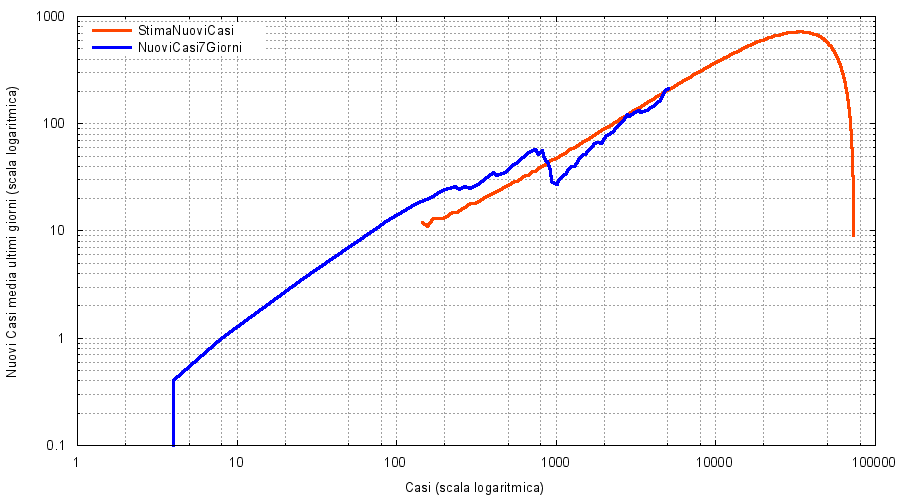 StimaNuoviCasi
NuoviCasi7Giorni
Nuovi Casi media ultimi giorni (scala logaritmica)
1000
100
10
1
0.1
1
10
100
1000
10000
100000
Casi (scala logaritmica)